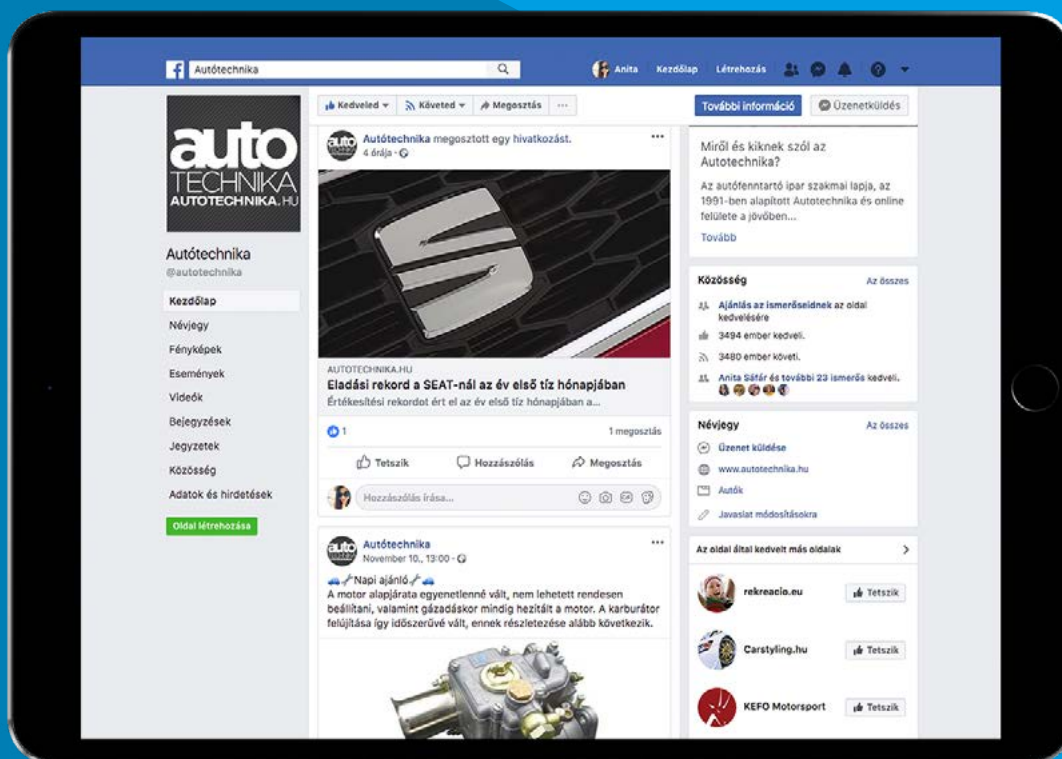 Autótechnika
Anita Kezdőlap Létrehozás
auto
TECHNIKA
AUTOTECHNIKA.HU
Autótechnika
@autotechnika
Kezdőlap
Névjegy
Fényképek
Események
Videók
Bejegyzések
Jegyzetek
Közösség
Adatok és hirdetések
Oldal létrehozása
Kedveled Követed Megosztás ...
További információ Üzenetküldés
Autótechnika megosztott egy hivatkozást.
4 órája
AUTOTECHNIKA.HU
Eladási rekord a SEAT-nál az év első tíz hónapjában
Értékesítési rekordot ért el az év első tíz hónapjában a...
1 1 megosztás
Tetszik Hozzászólás Megosztás
Hozzászólás írása...
Autótechnika
November 10., 13:00
Napi ajánló
A motor alapjárata egyenetlenné vált, nem lehetett rendesen
beállítani, valamint gázadáskor mindig hezitált a motor. A karburátor
felújítása így időszerűvé vált, ennek részletezése alább következik.
Miről és kiknek szól az
Autotechnika?
Az autófenntartó ipar szakmai lapja, az
1991-ben alapított Autotechnika és online
felülete a jövőben...
Tovább
Közösség Az összes
Ajánlás az ismerőseidnek az oldal
kedvelésére
3494 ember kedveli.
3480 ember követi.
Anita Sáfár és további 23 ismerős kedveli.
Névjegy Az összes
Üzenet küldése
www.autotechnika.hu
Autók
Javaslat módosításokra
Az oldal által kedvelt más oldalak
rekreacio.eu Tetszik
Carstyling.hu Tetszik
KEFO Motorsport Tetszik